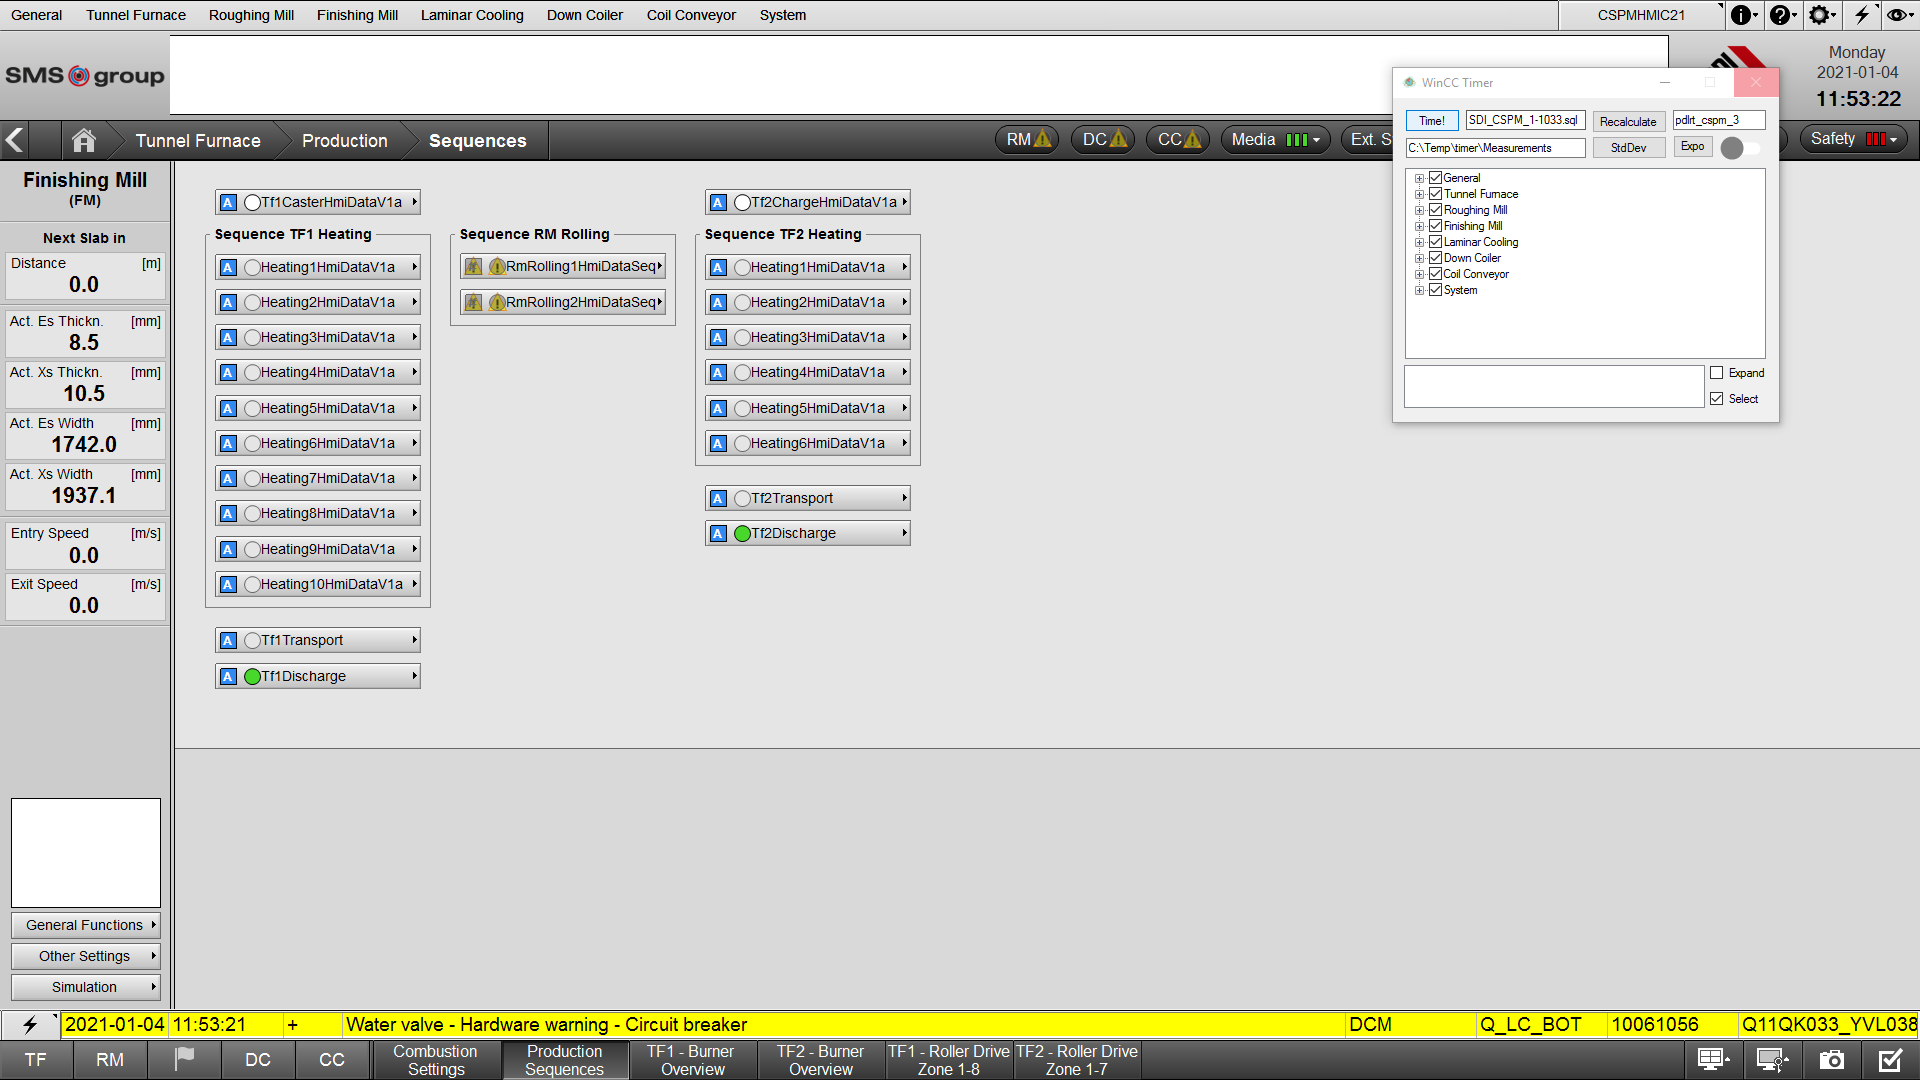 General Tunnel Furnace Roughing Mill Finishing Mill Laminar Cooling Down Coiler Coil Conveyor System CSPMHMIC21
SMS group
Monday
2021-01-04
11:53:22
Tunnel Furnace Production Sequences RM DC CC Media Ext. S Safety
WinCC Timer
Time! SDI_CSPM_1-1033.sql Recalculate pdlrt_cspm_3
C:\Temp\timer\Measurements StdDev Expo
General
Tunnel Furnace
Roughing Mill
Finishing Mill
Laminar Cooling
Down Coiler
Coil Conveyor
System
Expand
Select
Finishing Mill
(FM)
Next Slab in
Distance [m]
0.0
Act. Es Thickn. [mm]
8.5
Act. Xs Thickn. [mm]
10.5
Act. Es Width [mm]
1742.0
Act. Xs Width [mm]
1937.1
Entry Speed [m/s]
0.0
Exit Speed [m/s]
0.0
General Functions
Other Settings
Simulation
A Tf1CasterHmiDataV1a
Sequence TF1 Heating
A Heating1HmiDataV1a
A Heating2HmiDataV1a
A Heating3HmiDataV1a
A Heating4HmiDataV1a
A Heating5HmiDataV1a
A Heating6HmiDataV1a
A Heating7HmiDataV1a
A Heating8HmiDataV1a
A Heating9HmiDataV1a
A Heating10HmiDataV1a
A Tf1Transport
A Tf1Discharge
Sequence RM Rolling
RmRolling1HmiDataSeq
RmRolling2HmiDataSeq
A Tf2ChargeHmiDataV1a
Sequence TF2 Heating
A Heating1HmiDataV1a
A Heating2HmiDataV1a
A Heating3HmiDataV1a
A Heating4HmiDataV1a
A Heating5HmiDataV1a
A Heating6HmiDataV1a
A Tf2Transport
A Tf2Discharge
2021-01-04 11:53:21 + Water valve - Hardware warning - Circuit breaker DCM Q_LC_BOT 10061056 Q11QK033_YVL038
TF RM DC CC
Combustion
Settings
Production
Sequences
TF1 - Burner
Overview
TF2 - Burner
Overview
TF1 - Roller Drive
Zone 1-8
TF2 - Roller Drive
Zone 1-7